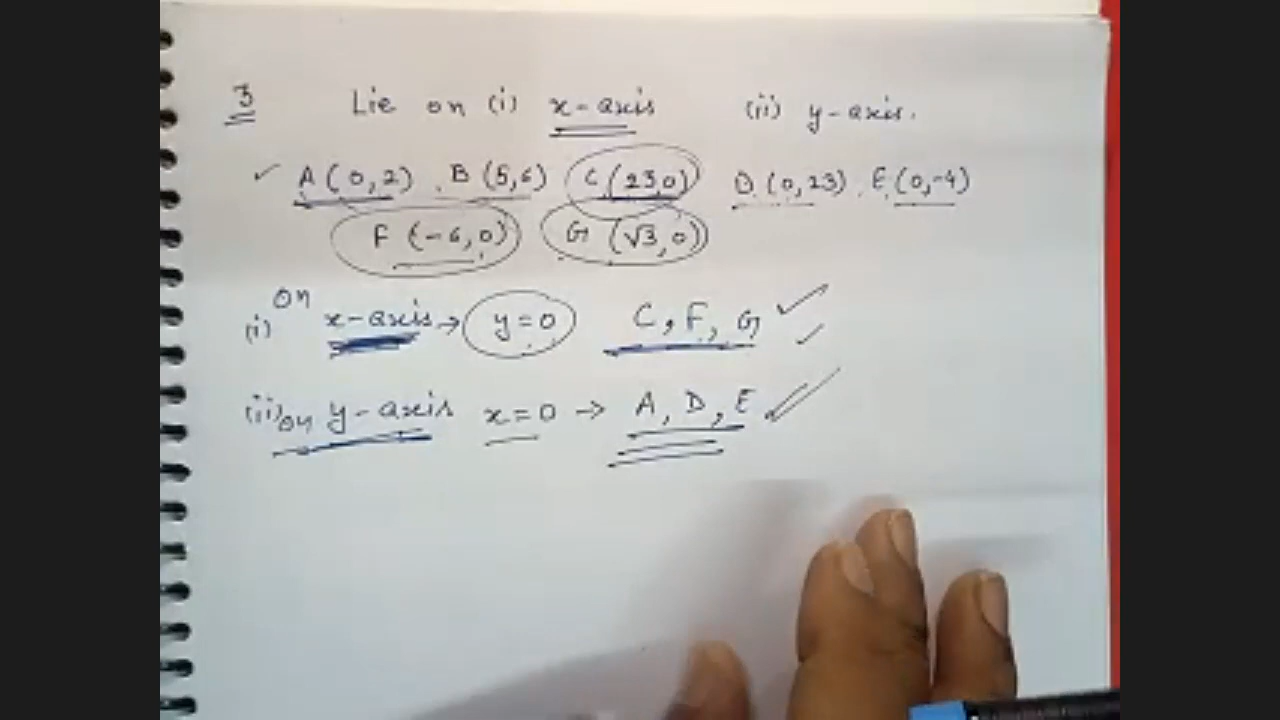 3 Lie on (i) x-axis (ii) y-axis.
A (0,2) , B (5,6) C (23,0) D (0,23) , E (0,-4)
F (-6,0) G (√3,0)
(i) on x-axis → y=0 C, F, G
(ii) on y-axis x=0 → A, D, E